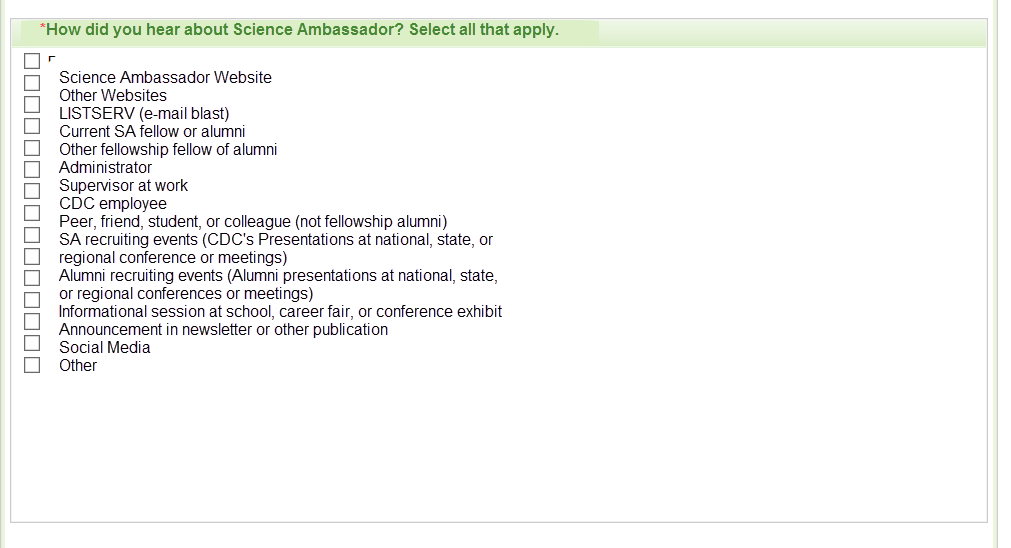 *How did you hear about Science Ambassador? Select all that apply.
Science Ambassador Website
Other Websites
LISTSERV (e-mail blast)
Current SA fellow or alumni
Other fellowship fellow of alumni
Administrator
Supervisor at work
CDC employee
Peer, friend, student, or colleague (not fellowship alumni)
SA recruiting events (CDC's Presentations at national, state, or
regional conference or meetings)
Alumni recruiting events (Alumni presentations at national, state,
or regional conferences or meetings)
Informational session at school, career fair, or conference exhibit
Announcement in newsletter or other publication
Social Media
Other